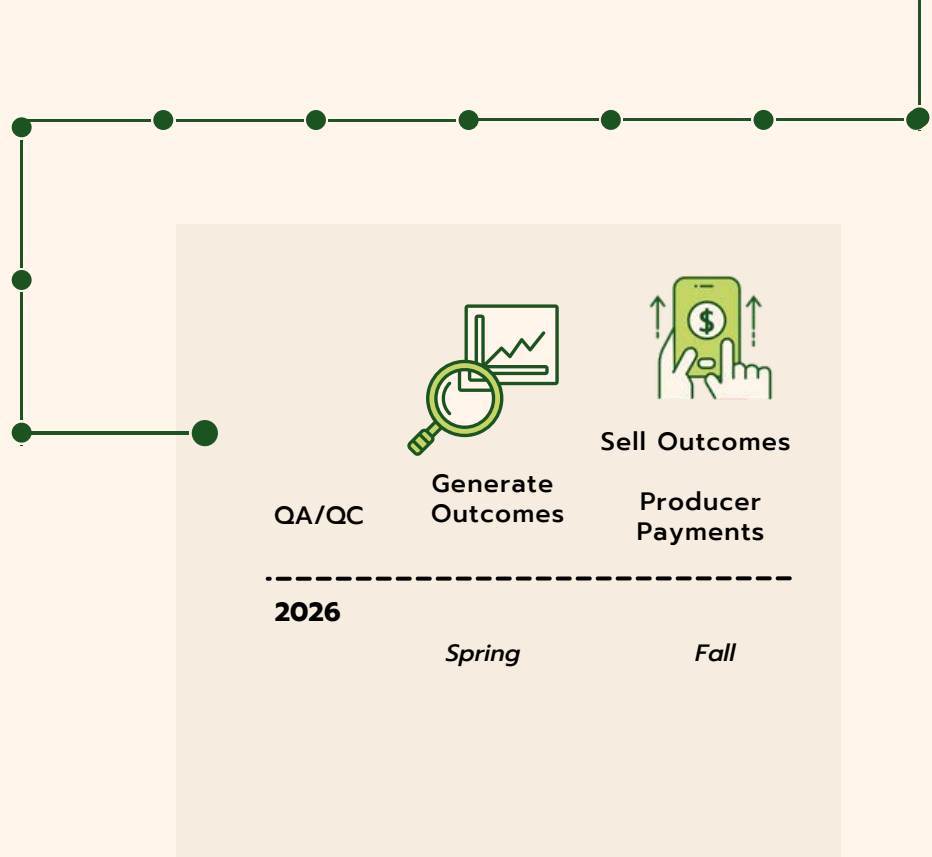 $
Sell Outcomes
Generate
Outcomes
QA/QC
Producer
Payments
2026
Spring
Fall